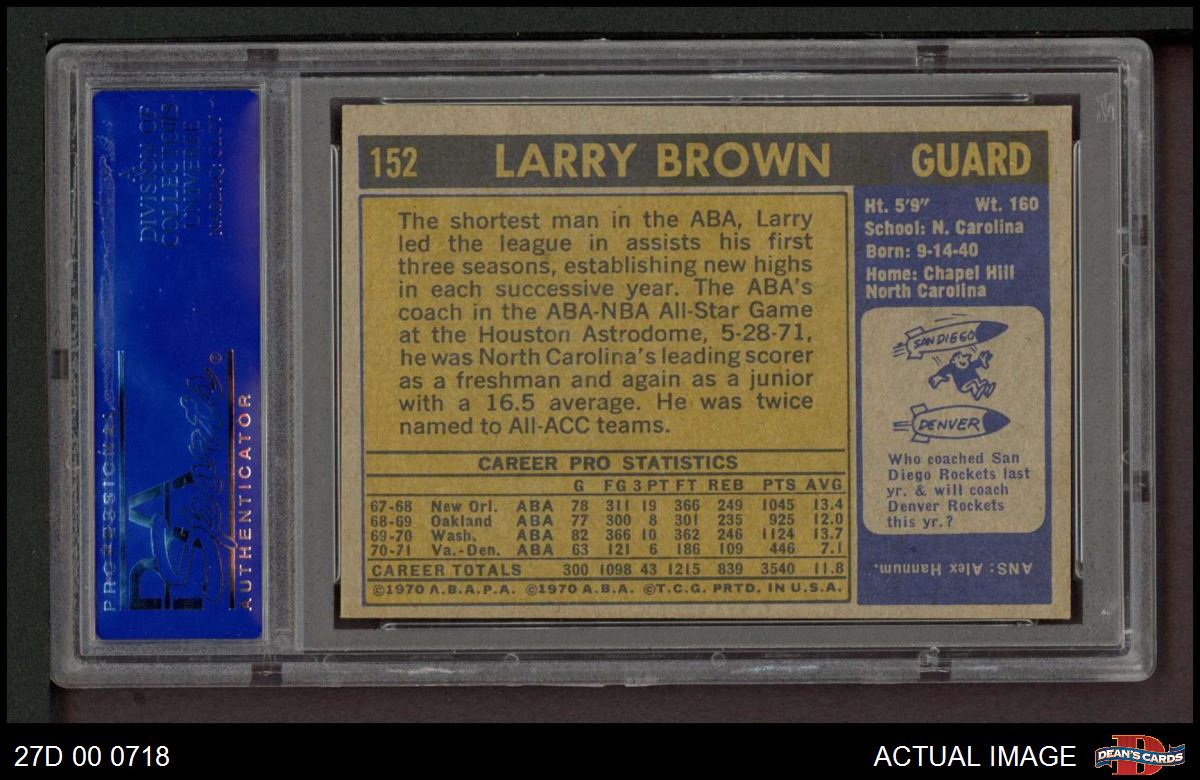 A
DIVISION OF
COLLECTORS
UNIVERSE
PROFESSIONAL
PSA
Sports
®
AUTHENTICATOR
152 LARRY BROWN GUARD
The shortest man in the ABA, Larry
led the league in assists his first
three seasons, establishing new highs
in each successive year. The ABA's
coach in the ABA-NBA All-Star Game
at the Houston Astrodome, 5-28-71,
he was North Carolina's leading scorer
as a freshman and again as a junior
with a 16.5 average. He was twice
named to All-ACC teams.
CAREER PRO STATISTICS
G FG 3 PT FT REB PTS AVG
67-68 New Orl. ABA 78 311 19 366 249 1045 13.4
68-69 Oakland ABA 77 300 8 301 235 925 12.0
69-70 Wash. ABA 82 366 10 362 246 1124 13.7
70-71 Va.-Den. ABA 63 121 6 186 109 446 7.1
CAREER TOTALS 300 1098 43 1215 839 3540 11.8
©1970 A.B.A.P.A. ©1970 A.B.A. ©T.C.G. PRTD. IN U.S.A.
Ht. 5'9" Wt. 160
School: N. Carolina
Born: 9-14-40
Home: Chapel Hill
North Carolina
SAN DIEGO
DENVER
Who coached San
Diego Rockets last
yr. & will coach
Denver Rockets
this yr.?
ANS: Alex Hannum.
27D 00 0718
ACTUAL IMAGE
D
DEAN'S CARDS